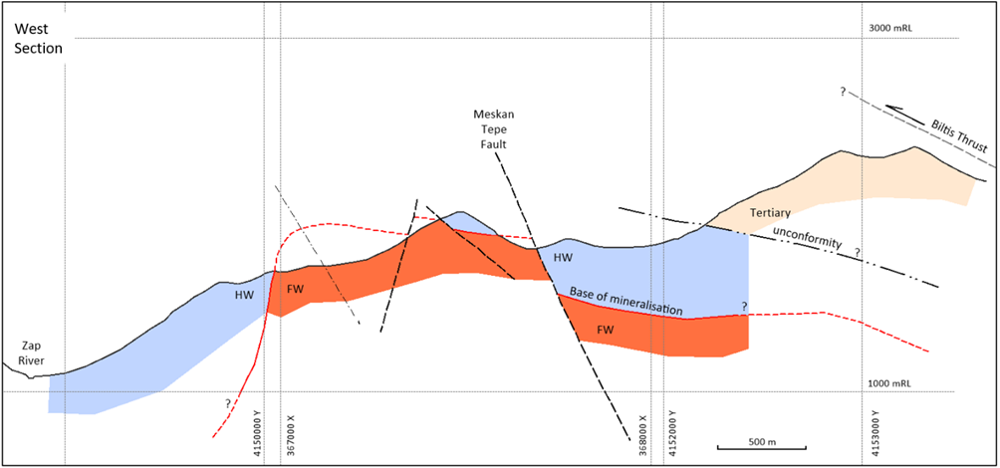 West
Section
3000 mRL
?
Biltis Thrust
Meskan
Tepe
Fault
Tertiary
unconformity
?
HW
HW
FW
Base of mineralisation
?
FW
Zap
River
1000 mRL
?
4150000 Y
367000 X
368000 X
4152000 Y
4153000 Y
500 m